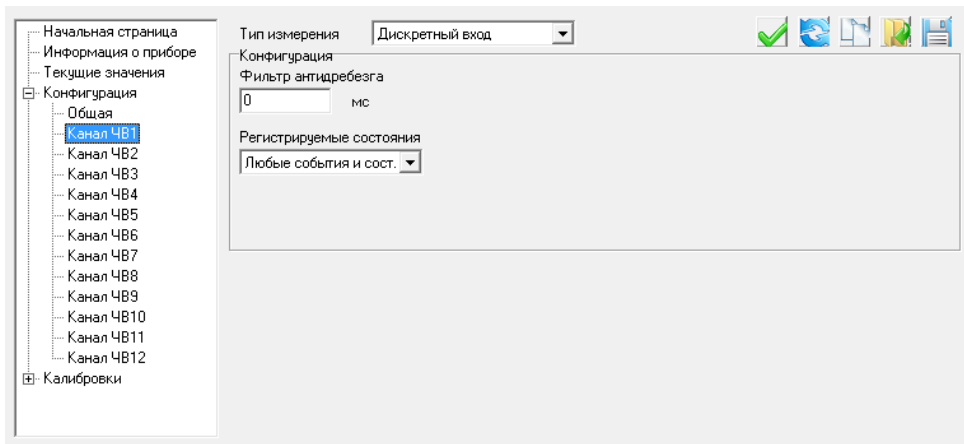 Начальная страница
Информация о приборе
Текущие значения
Конфигурация
Общая
Канал ЧВ1
Канал ЧВ2
Канал ЧВ3
Канал ЧВ4
Канал ЧВ5
Канал ЧВ6
Канал ЧВ7
Канал ЧВ8
Канал ЧВ9
Канал ЧВ10
Канал ЧВ11
Канал ЧВ12
Калибровки
Тип измерения Дискретный вход
Конфигурация
Фильтр антидребезга
0 мс
Регистрируемые состояния
Любые события и сост.